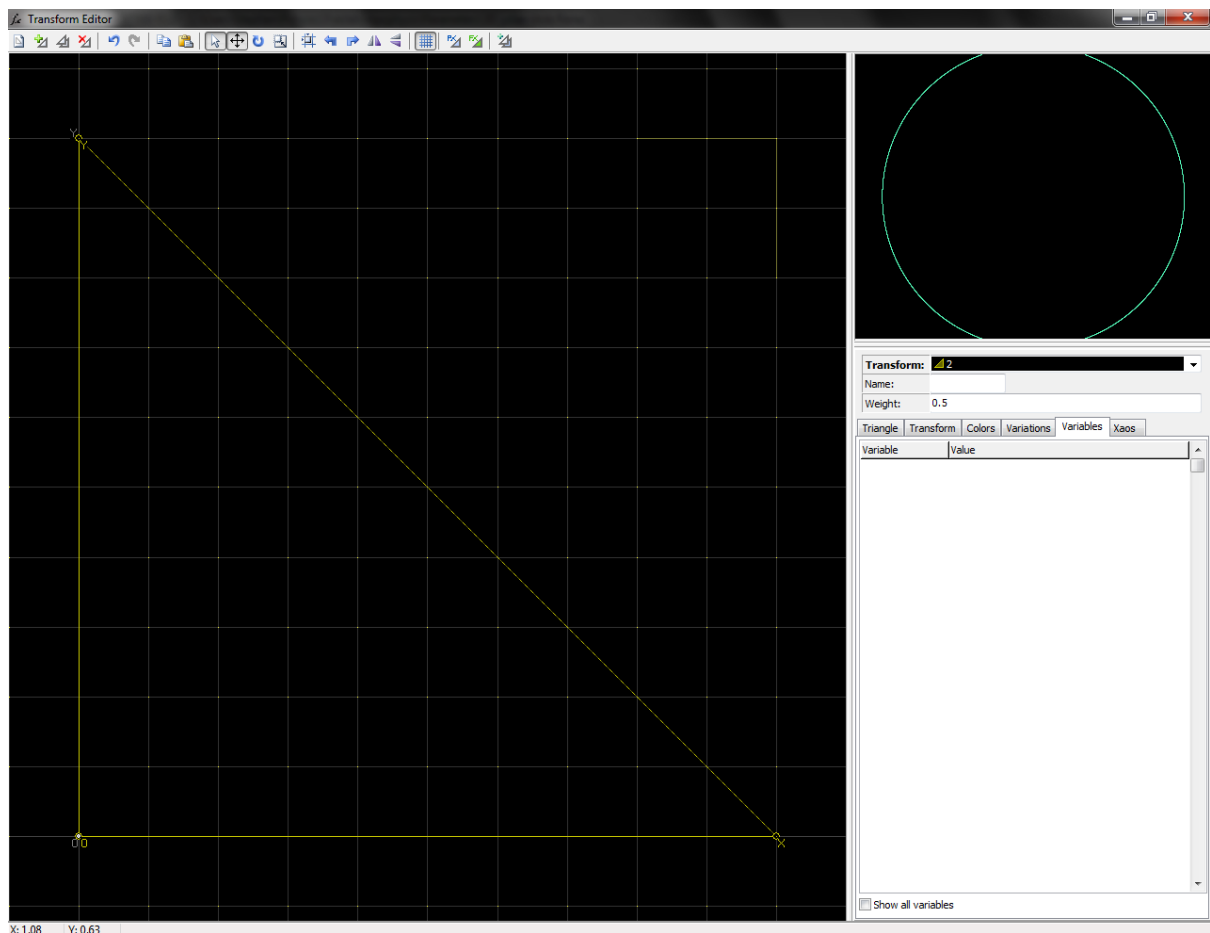 Transform Editor
Y
Y
Transform: 2
Name:
Weight: 0.5
Triangle Transform Colors Variations Variables Xaos
Variable Value
0 0
X
Show all variables
X: 1.08 Y: 0.63